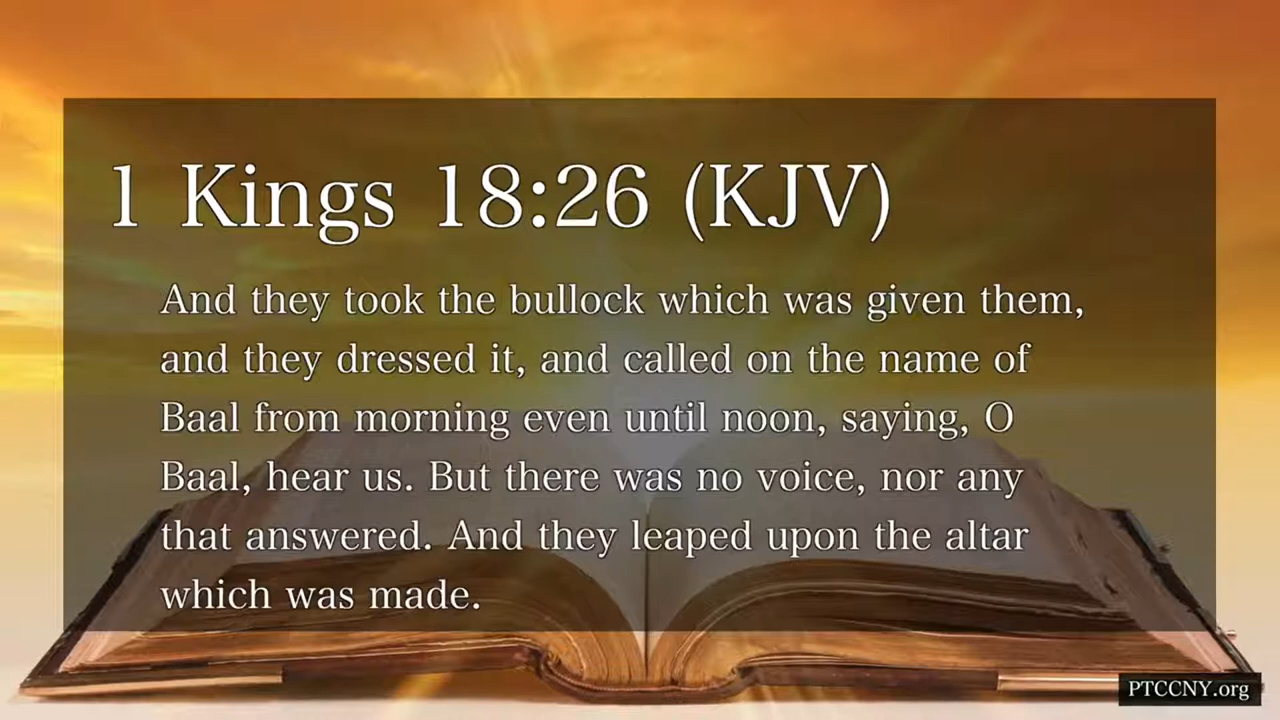 1 Kings 18:26 (KJV)
And they took the bullock which was given them,
and they dressed it, and called on the name of
Baal from morning even until noon, saying, O
Baal, hear us. But there was no voice, nor any
that answered. And they leaped upon the altar
which was made.
PTCCNY.org